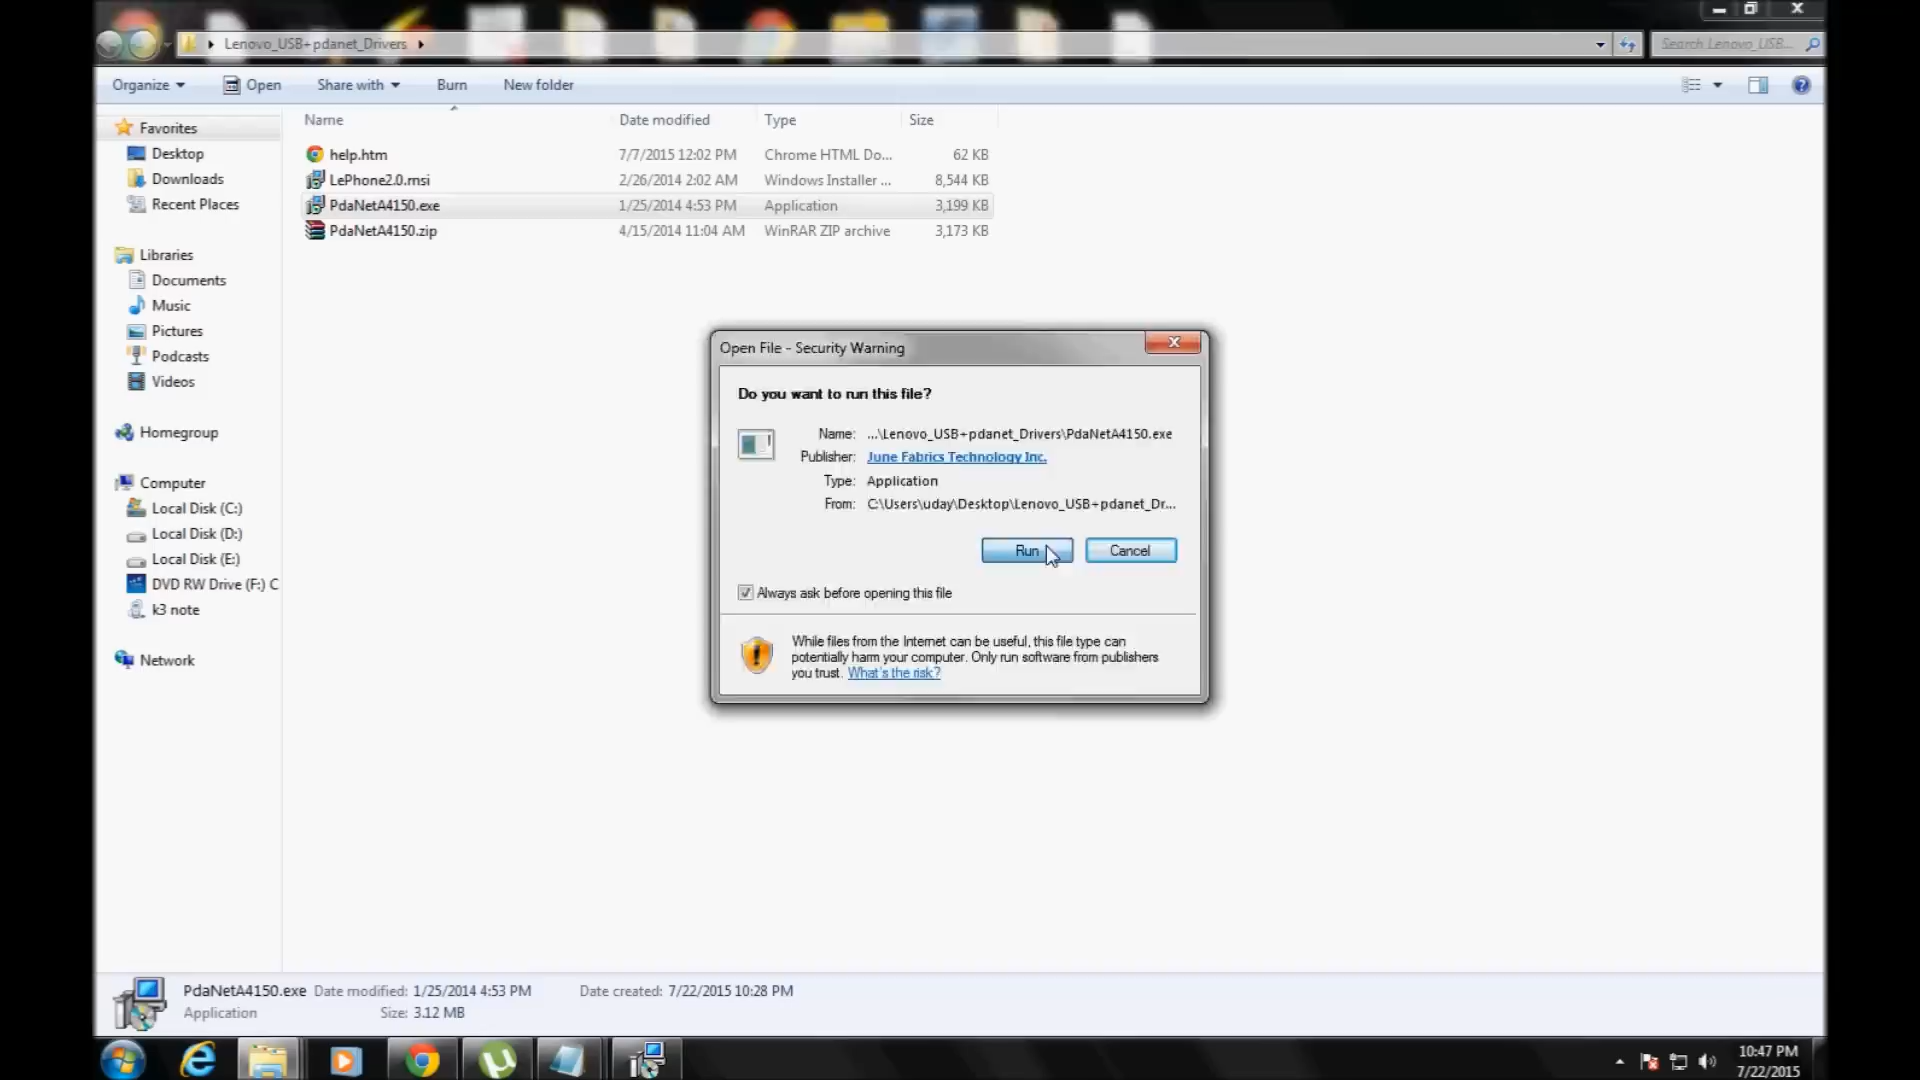 Lenovo_USB+pdanet_Drivers
Search Lenovo_USB...
Organize Open Share with Burn New folder
Name Date modified Type Size
help.htm 7/7/2015 12:02 PM Chrome HTML Do... 62 KB
LePhone2.0.msi 2/26/2014 2:02 AM Windows Installer ... 8,544 KB
PdaNetA4150.exe 1/25/2014 4:53 PM Application 3,199 KB
PdaNetA4150.zip 4/15/2014 11:04 AM WinRAR ZIP archive 3,173 KB
Favorites
Desktop
Downloads
Recent Places
Libraries
Documents
Music
Pictures
Podcasts
Videos
Homegroup
Computer
Local Disk (C:)
Local Disk (D:)
Local Disk (E:)
DVD RW Drive (F:) C
k3 note
Network
Open File - Security Warning
Do you want to run this file?
Name: ...\Lenovo_USB+pdanet_Drivers\PdaNetA4150.exe
Publisher: June Fabrics Technology Inc.
Type: Application
From: C:\Users\uday\Desktop\Lenovo_USB+pdanet_Dr...
Run Cancel
Always ask before opening this file
While files from the Internet can be useful, this file type can
potentially harm your computer. Only run software from publishers
you trust. What's the risk?
PdaNetA4150.exe Date modified: 1/25/2014 4:53 PM Date created: 7/22/2015 10:28 PM
Application Size: 3.12 MB
10:47 PM
7/22/2015